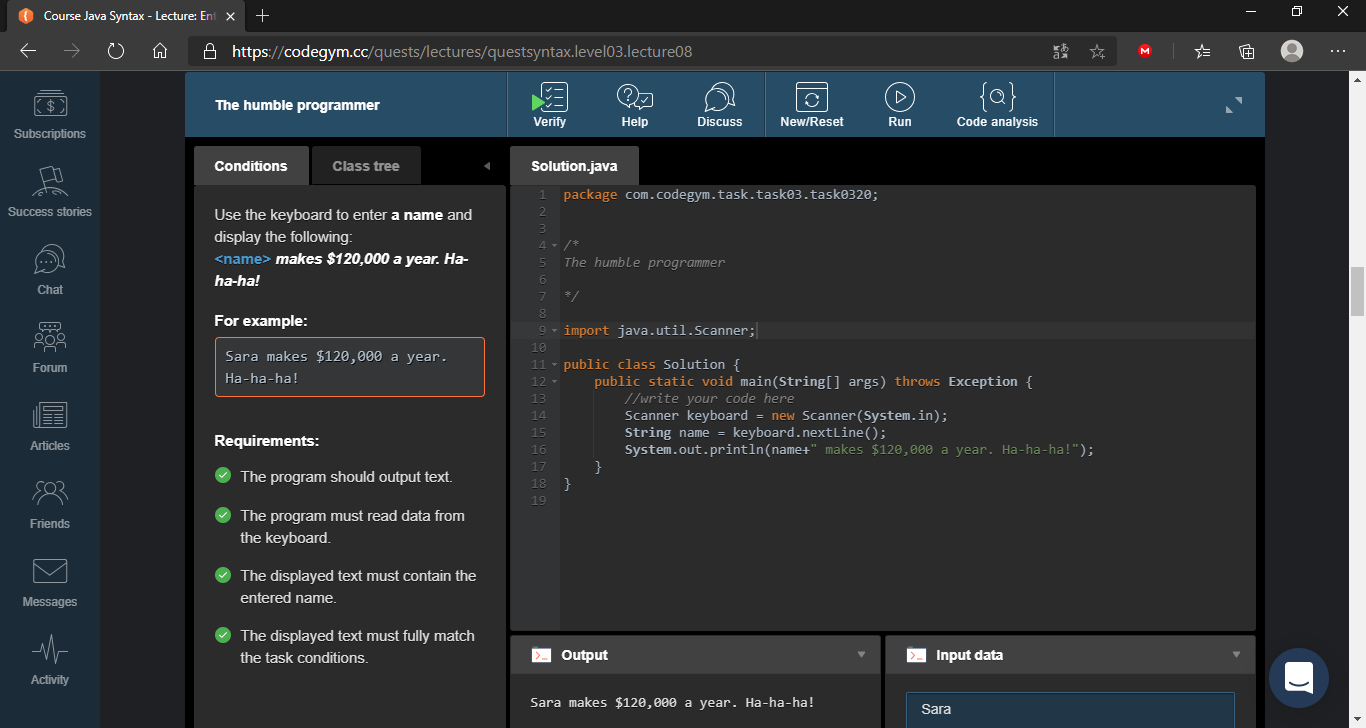 Course Java Syntax - Lecture: En
https://codegym.cc/quests/lectures/questsyntax.level03.lecture08
Subscriptions
Success stories
Chat
Forum
Articles
Friends
Messages
Activity
The humble programmer
Verify
Help
Discuss
New/Reset
Run
Code analysis
Conditions
Class tree
Use the keyboard to enter a name and
display the following:
<name> makes $120,000 a year. Ha-
ha-ha!
For example:
Sara makes $120,000 a year.
Ha-ha-ha!
Requirements:
The program should output text.
The program must read data from
the keyboard.
The displayed text must contain the
entered name.
The displayed text must fully match
the task conditions.
Solution.java
1 package com.codegym.task.task03.task0320;
2
3
4 /*
5 The humble programmer
6
7 */
8
9 import java.util.Scanner;
10
11 public class Solution {
12 public static void main(String[] args) throws Exception {
13 //write your code here
14 Scanner keyboard = new Scanner(System.in);
15 String name = keyboard.nextLine();
16 System.out.println(name+" makes $120,000 a year. Ha-ha-ha!");
17 }
18 }
19
Output
Sara makes $120,000 a year. Ha-ha-ha!
Input data
Sara